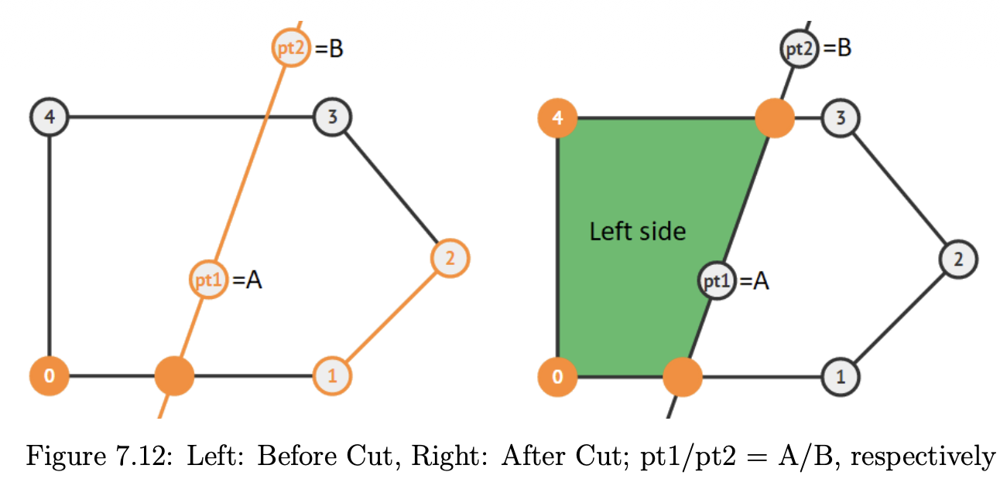 pt2 =B
4
3
2
pt1 =A
0
1
pt2 =B
4
3
Left side
2
pt1 =A
0
1
Figure 7.12: Left: Before Cut, Right: After Cut; pt1/pt2 = A/B, respectively